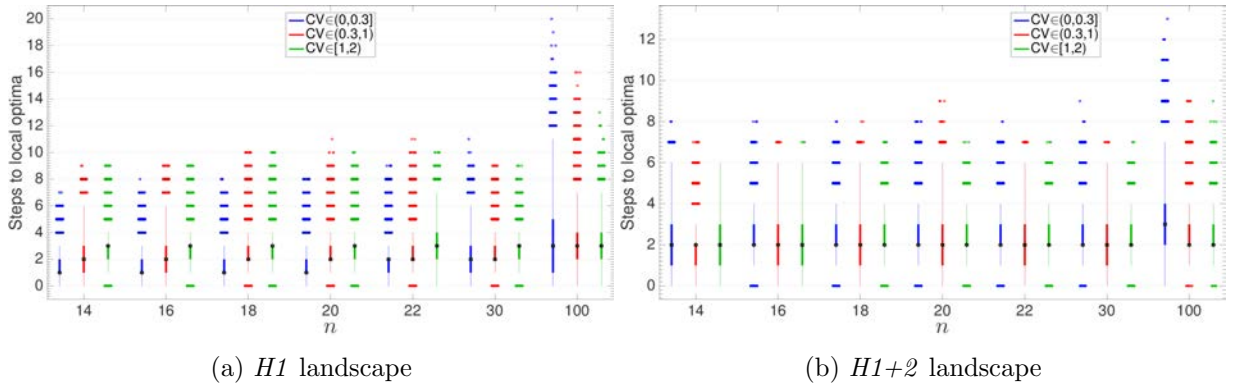 Steps to local optima
20
18
16
14
12
10
8
6
4
2
0
CV∈(0,0.3]
CV∈(0.3,1)
CV∈[1,2)
14 16 18 20 22 30 100
n
(a) H1 landscape
Steps to local optima
12
10
8
6
4
2
0
CV∈(0,0.3]
CV∈(0.3,1)
CV∈[1,2)
14 16 18 20 22 30 100
n
(b) H1+2 landscape